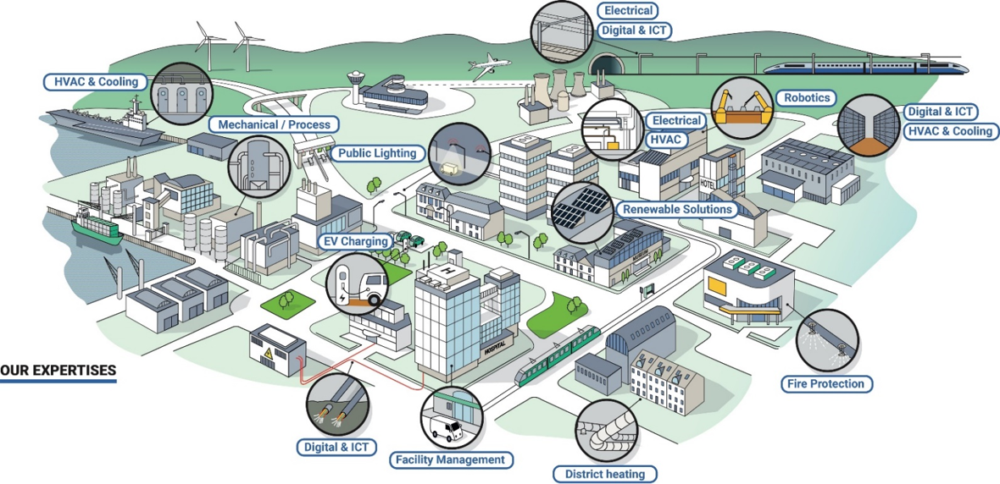 Electrical
Digital & ICT
HVAC & Cooling
Mechanical / Process
Public Lighting
Electrical
HVAC
Robotics
Digital & ICT
HVAC & Cooling
HOTEL
Renewable Solutions
EV Charging
MUSEUM
H
HOSPITAL
OUR EXPERTISES
Fire Protection
Digital & ICT
Facility Management
District heating